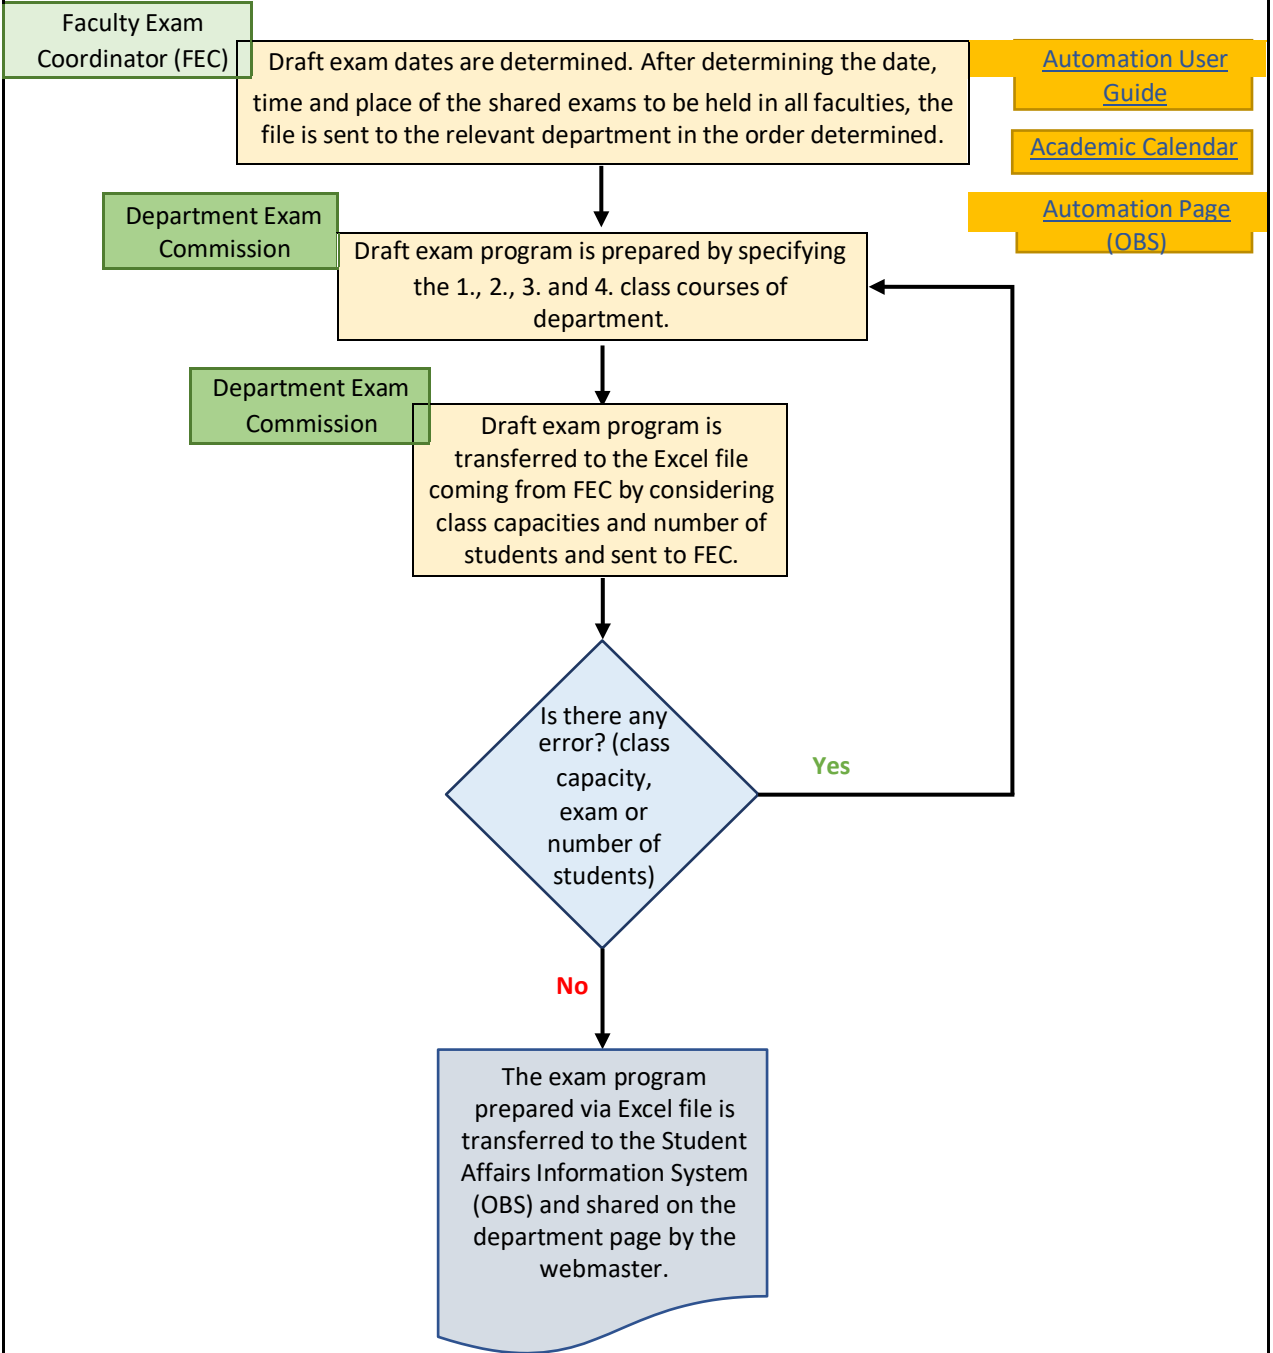 Faculty Exam
Coordinator (FEC)
Draft exam dates are determined. After determining the date,
time and place of the shared exams to be held in all faculties, the
file is sent to the relevant department in the order determined.
Automation User
Guide
Academic Calendar
Automation Page
(OBS)
Department Exam
Commission
Draft exam program is prepared by specifying
the 1., 2., 3. and 4. class courses of
department.
Department Exam
Commission
Draft exam program is
transferred to the Excel file
coming from FEC by considering
class capacities and number of
students and sent to FEC.
Is there any
error? (class
capacity,
exam or
number of
students)
Yes
No
The exam program
prepared via Excel file is
transferred to the Student
Affairs Information System
(OBS) and shared on the
department page by the
webmaster.